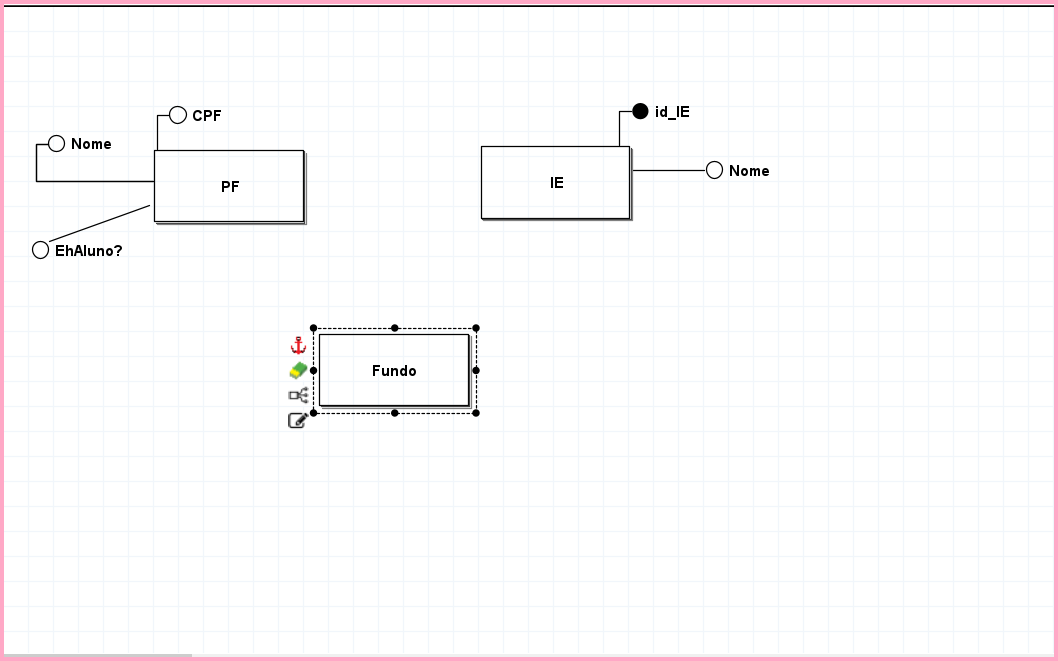 CPF
id_IE
Nome
Nome
PF
IE
EhAluno?
Fundo